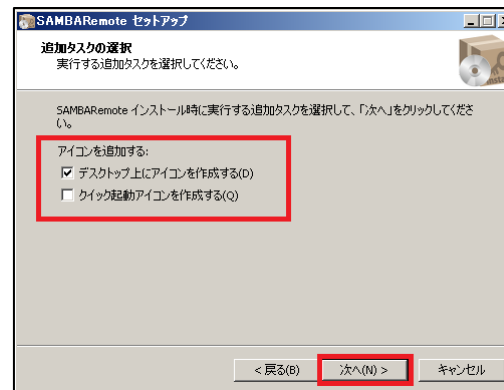 SAMBARemote セットアップ
追加タスクの選択
実行する追加タスクを選択してください。
SAMBARemote インストール時に実行する追加タスクを選択して、「次へ」をクリックしてくださ
い。
アイコンを追加する:
デスクトップ上にアイコンを作成する(D)
クイック起動アイコンを作成する(Q)
< 戻る(B)
次へ(N) >
キャンセル